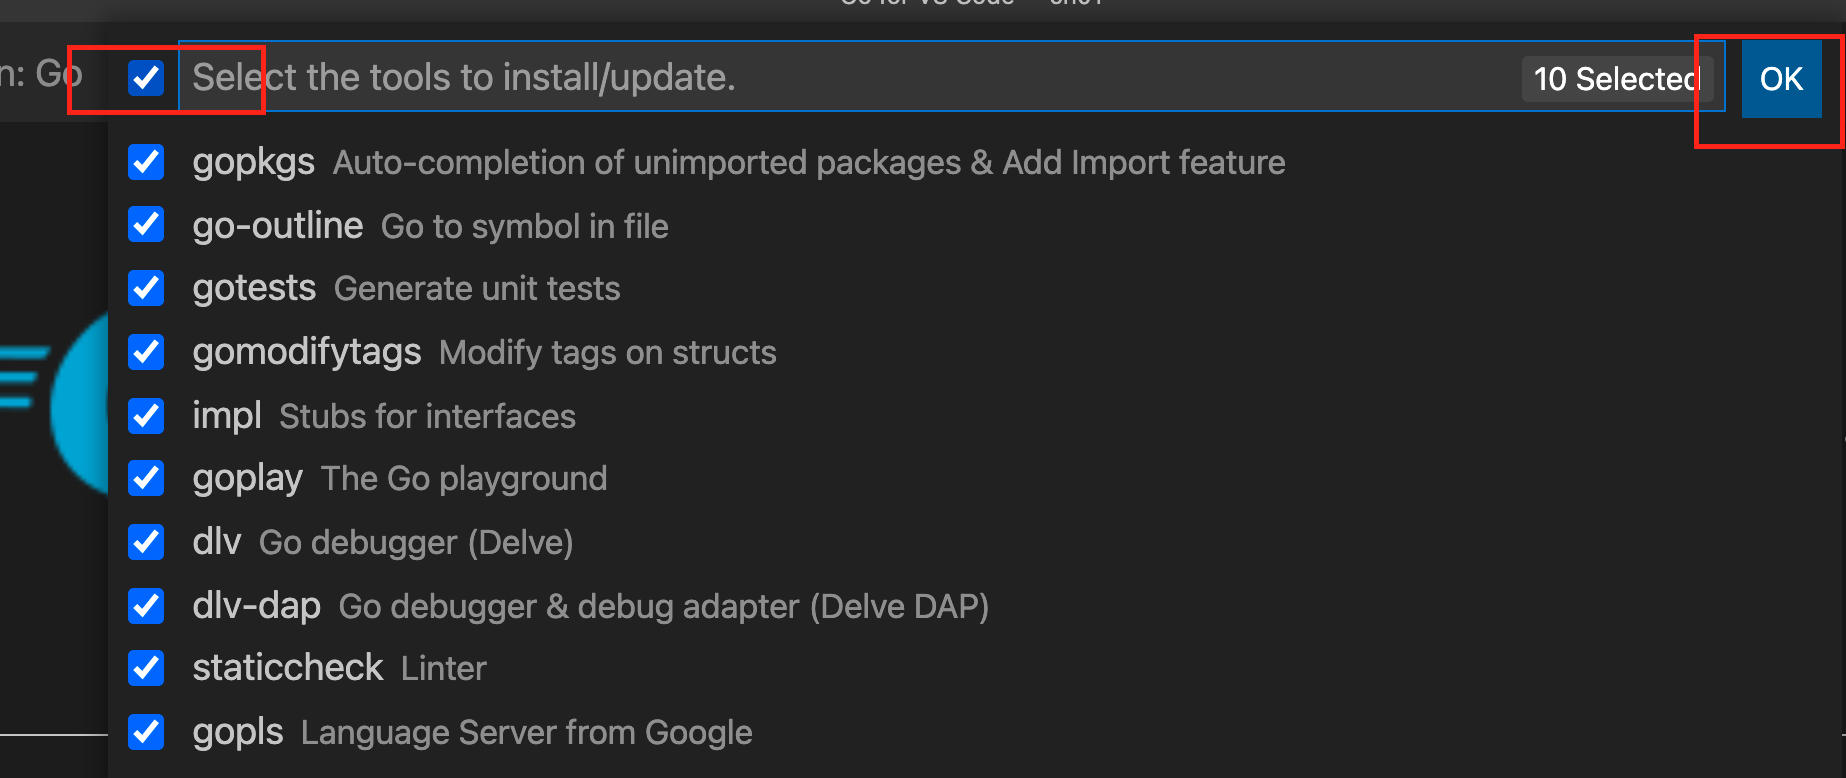 n: Go
Select the tools to install/update.
10 Selected
OK
gopkgs Auto-completion of unimported packages & Add Import feature
go-outline Go to symbol in file
gotests Generate unit tests
gomodifytags Modify tags on structs
impl Stubs for interfaces
goplay The Go playground
dlv Go debugger (Delve)
dlv-dap Go debugger & debug adapter (Delve DAP)
staticcheck Linter
gopls Language Server from Google